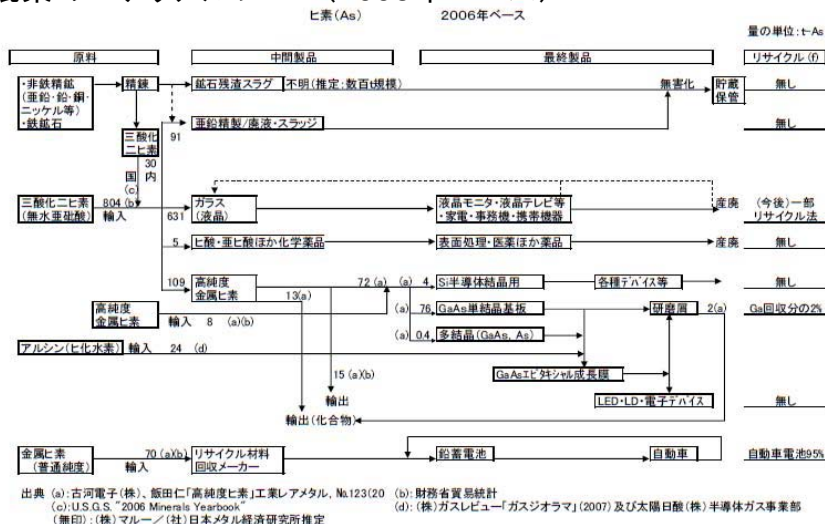 ヒ素(As) 2006年ベース
量の単位:t-As
原料 中間製品 最終製品 リサイクル(f)
・非鉄精鉱
(亜鉛・鉛・銅・
ニッケル等)
・鉄鉱石
精錬
鉱石残渣スラグ 不明(推定:数百t規模)
無害化
貯蔵
保管
無し
91
亜鉛精製/廃液・スラッジ
無し
三酸化
二ヒ素
30
国内
(c)
三酸化二ヒ素
(無水亜砒酸)
804 (b)
輸入
631
ガラス
(液晶)
液晶モニタ・液晶テレビ等
・家電・事務機・携帯機器
産廃
(今後)一部
リサイクル法
5
ヒ酸・亜ヒ酸ほか化学薬品
表面処理・医薬ほか薬品
産廃
無し
109
高純度
金属ヒ素
13(a)
72 (a)
(a) 4
Si半導体結晶用
各種デバイス等
無し
高純度
金属ヒ素
輸入 8 (a)(b)
(a) 76
GaAs単結晶基板
研磨屑
2(a)
Ga回収分の2%
(a) 0.4
多結晶(GaAs, As)
アルシン(ヒ化水素) 輸入 24 (d)
15 (a)(b)
GaAsエピタキシャル成長膜
輸出
LED・LD・電子デバイス
無し
輸出(化合物)
金属ヒ素
(普通純度)
70 (a)(b)
輸入
リサイクル材料
回収メーカー
鉛蓄電池
自動車
自動車電池95%
出典 (a):古河電子(株)、飯田仁「高純度ヒ素」工業レアメタル, No.123(20 (b):財務省貿易統計
(c):U.S.G.S. "2006 Minerals Yearbook" (d):(株)ガスレビュー「ガスジオラマ」(2007)及び太陽日酸(株)半導体ガス事業部
(無印):(株)マルー/(社)日本メタル経済研究所推定